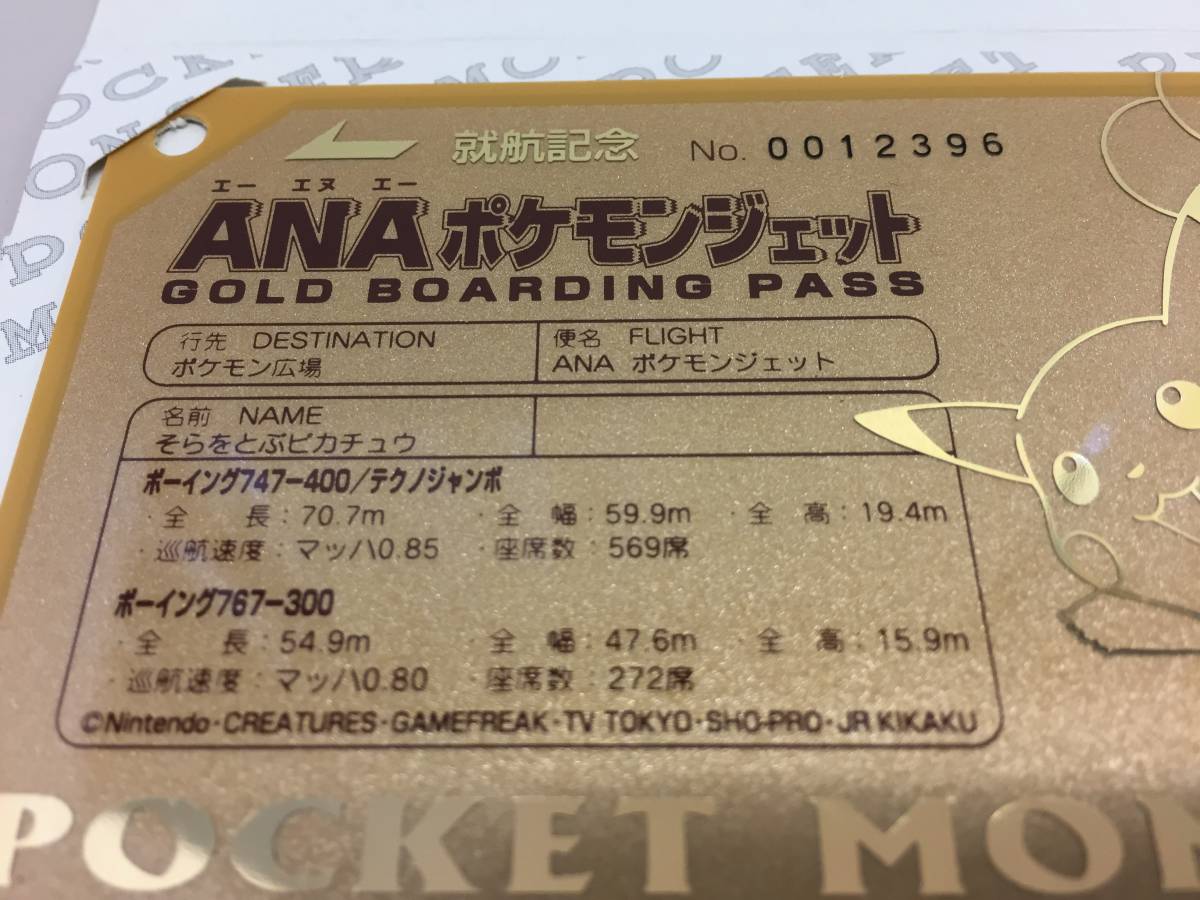 就航記念 No. 0012396
エー エヌ エー
ANAポケモンジェット
GOLD BOARDING PASS
行先 DESTINATION
ポケモン広場
便名 FLIGHT
ANA ポケモンジェット
名前 NAME
そらをとぶピカチュウ
ボーイング747-400/テクノジャンボ
・全 長:70.7m ・全 幅:59.9m ・全 高:19.4m
・巡航速度:マッハ0.85 ・座席数:569席
ボーイング767-300
・全 長:54.9m ・全 幅:47.6m ・全 高:15.9m
・巡航速度:マッハ0.80 ・座席数:272席
©Nintendo・CREATURES・GAMEFREAK・TV TOKYO・SHO-PRO・JR KIKAKU
POCKET MON